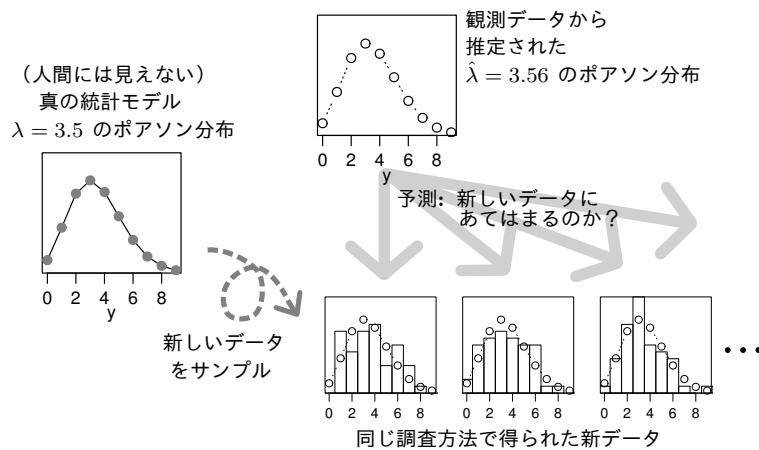 観測データから
推定された
λ̂ = 3.56 のポアソン分布
（人間には見えない）
真の統計モデル
λ = 3.5 のポアソン分布
0 2 4 6 8
y
予測: 新しいデータに
あてはまるのか？
0 2 4 6 8
y
新しいデータ
をサンプル
0 2 4 6 8
0 2 4 6 8
0 2 4 6 8
...
同じ調査方法で得られた新データ